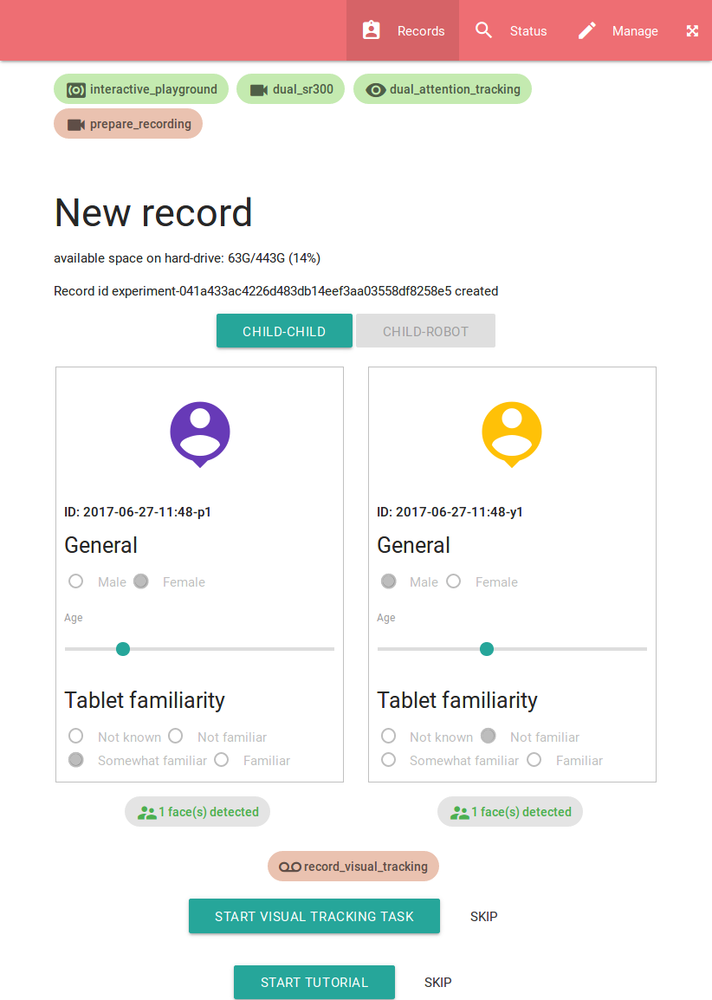 Records Status Manage
interactive_playground dual_sr300 dual_attention_tracking
prepare_recording
New record
available space on hard-drive: 63G/443G (14%)
Record id experiment-041a433ac4226d483db14eef3aa03558df8258e5 created
CHILD-CHILD CHILD-ROBOT
ID: 2017-06-27-11:48-p1
General
Male Female
Age
Tablet familiarity
Not known Not familiar
Somewhat familiar Familiar
1 face(s) detected
ID: 2017-06-27-11:48-y1
General
Male Female
Age
Tablet familiarity
Not known Not familiar
Somewhat familiar Familiar
1 face(s) detected
record_visual_tracking
START VISUAL TRACKING TASK SKIP
START TUTORIAL SKIP